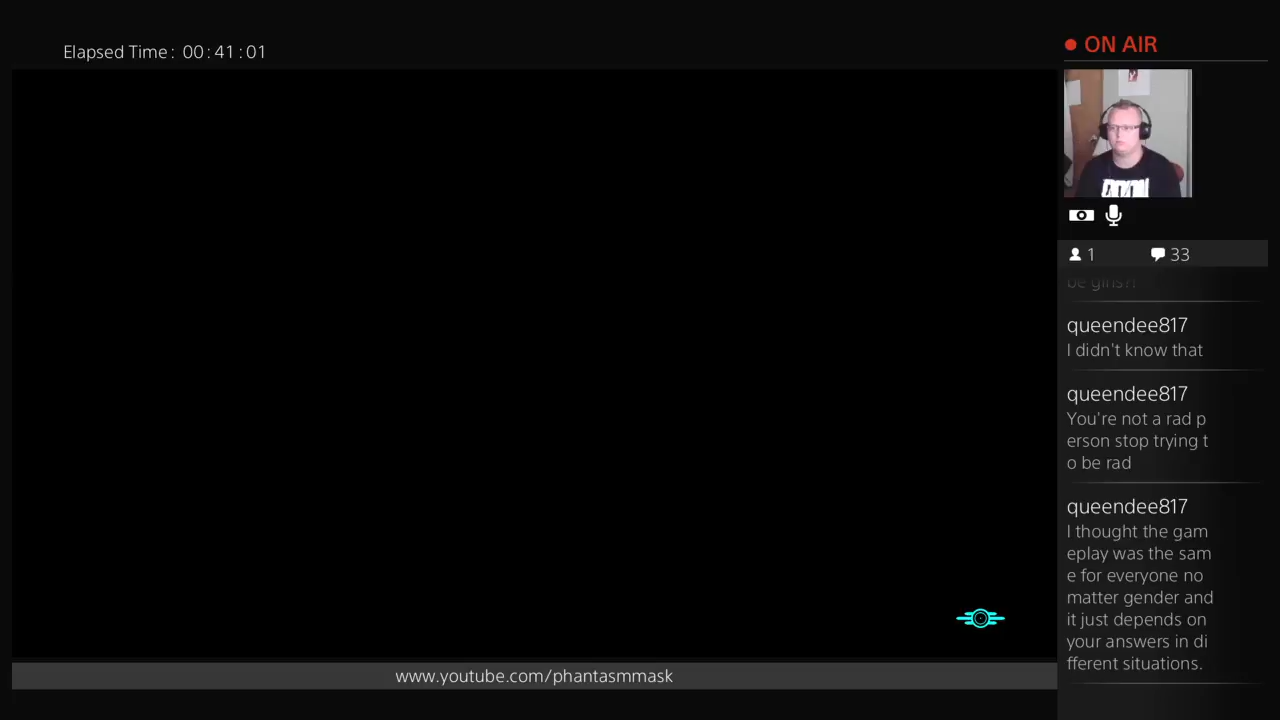 Elapsed Time: 00:41:01
ON AIR
1 33
be girls?!
queendee817
I didn't know that
queendee817
You're not a rad p
erson stop trying t
o be rad
queendee817
I thought the gam
eplay was the sam
e for everyone no
matter gender and
it just depends on
your answers in di
fferent situations.
www.youtube.com/phantasmmask